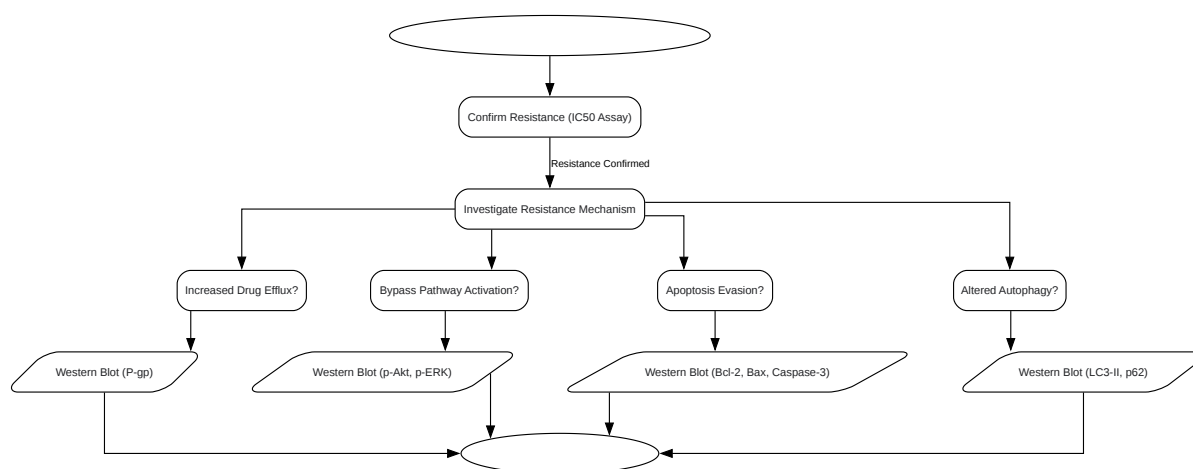 Confirm Resistance (IC50 Assay)
Resistance Confirmed
Investigate Resistance Mechanism
Increased Drug Efflux?
Bypass Pathway Activation?
Apoptosis Evasion?
Altered Autophagy?
Western Blot (P-gp)
Western Blot (p-Akt, p-ERK)
Western Blot (Bcl-2, Bax, Caspase-3)
Western Blot (LC3-II, p62)